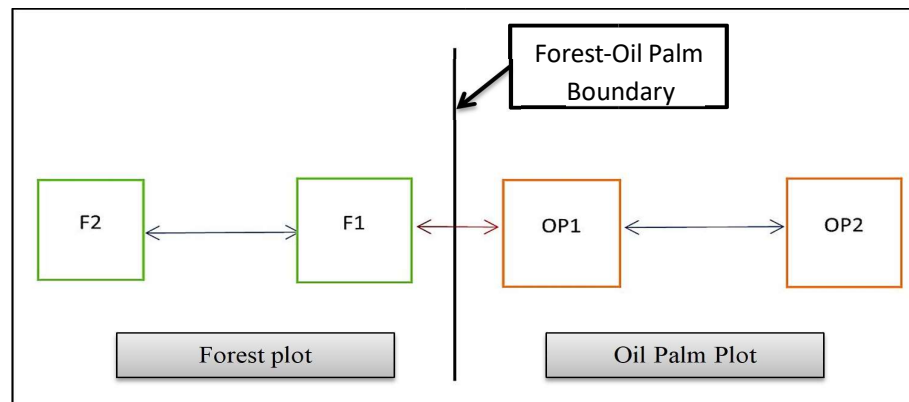 Forest-Oil Palm
Boundary
F2
F1
OP1
OP2
Forest plot
Oil Palm Plot